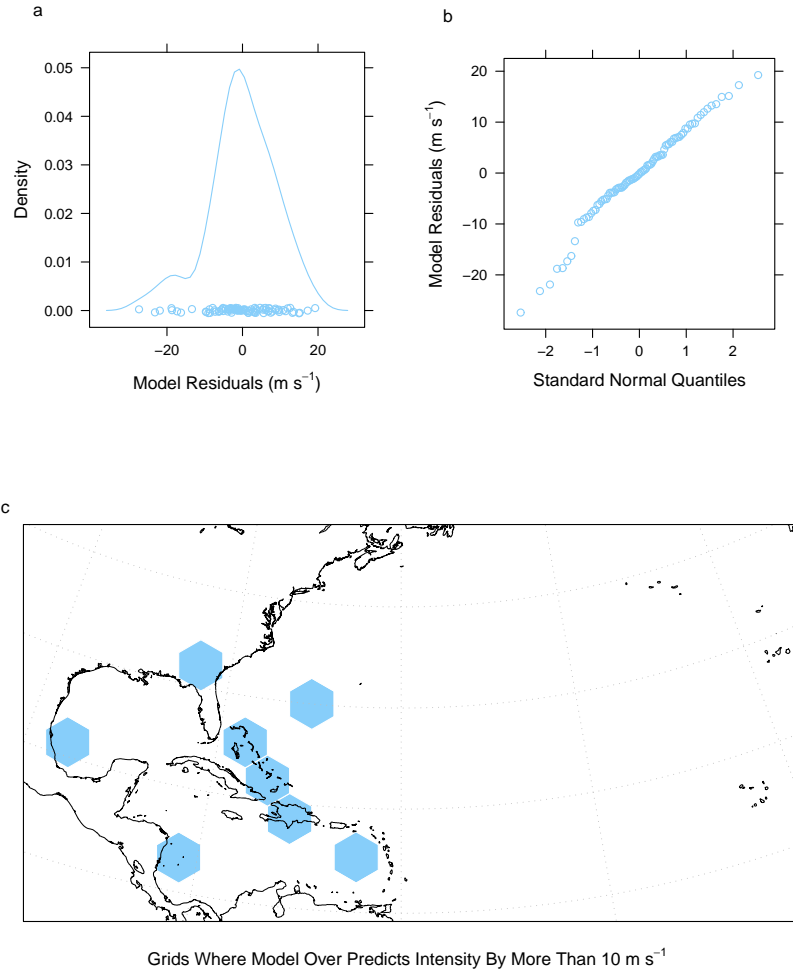 a
0.05
0.04
0.03
0.02
0.01
0.00
Density
−20 0 20
Model Residuals (m s⁻¹)
b
20
10
0
−10
−20
Model Residuals (m s⁻¹)
−2 −1 0 1 2
Standard Normal Quantiles
c
Grids Where Model Over Predicts Intensity By More Than 10 m s⁻¹